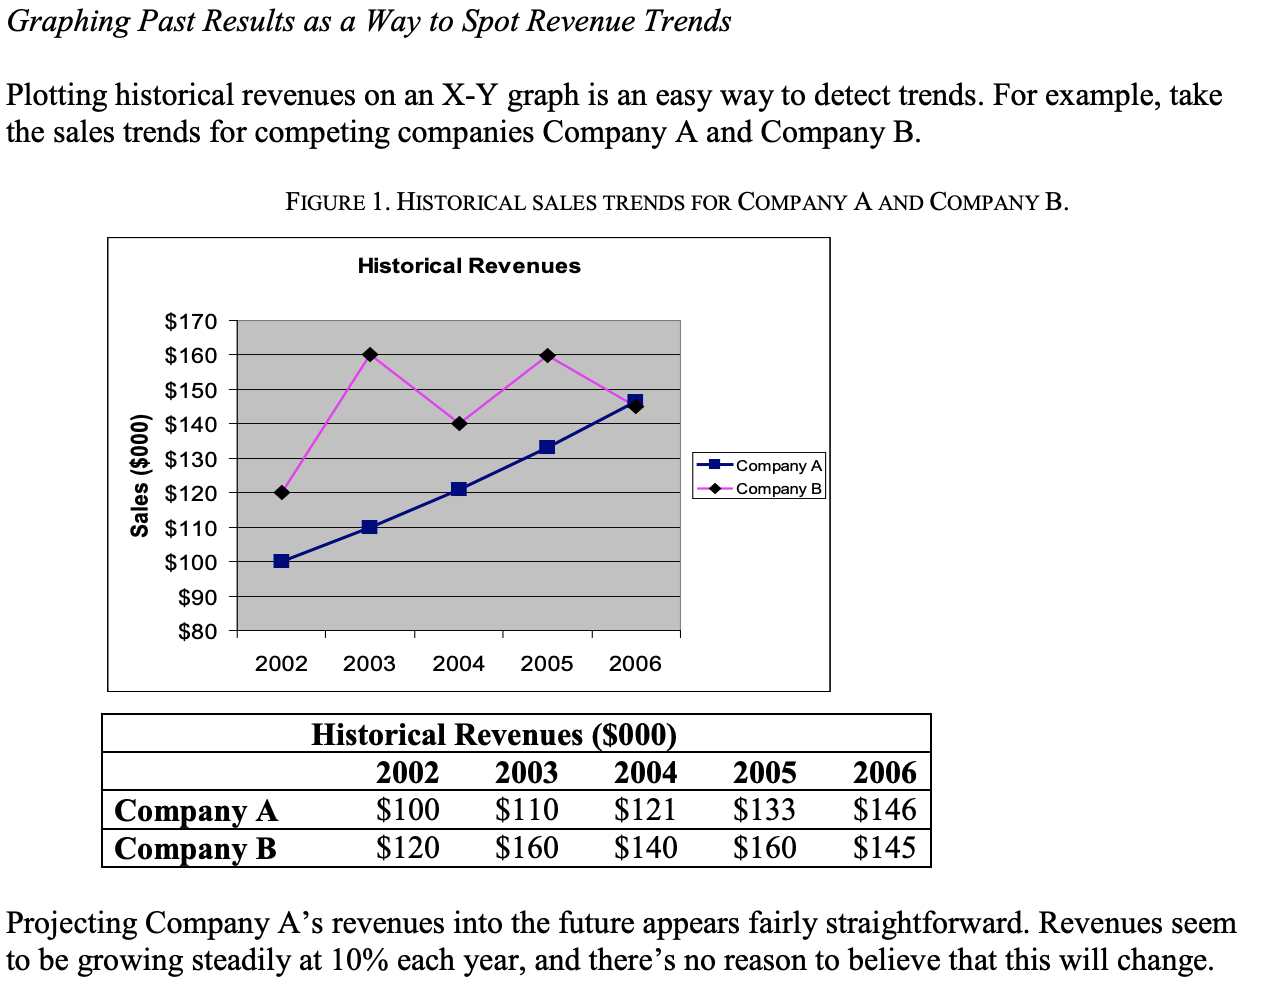 Graphing Past Results as a Way to Spot Revenue Trends
Plotting historical revenues on an X-Y graph is an easy way to detect trends. For example, take
the sales trends for competing companies Company A and Company B.
FIGURE 1. HISTORICAL SALES TRENDS FOR COMPANY A AND COMPANY B.
Historical Revenues
$170
$160
$150
$140
$130
$120
$110
$100
$90
$80
Sales ($000)
2002 2003 2004 2005 2006
Company A
Company B
Historical Revenues ($000)
2002 2003 2004 2005 2006
Company A $100 $110 $121 $133 $146
Company B $120 $160 $140 $160 $145
Projecting Company A’s revenues into the future appears fairly straightforward. Revenues seem
to be growing steadily at 10% each year, and there’s no reason to believe that this will change.